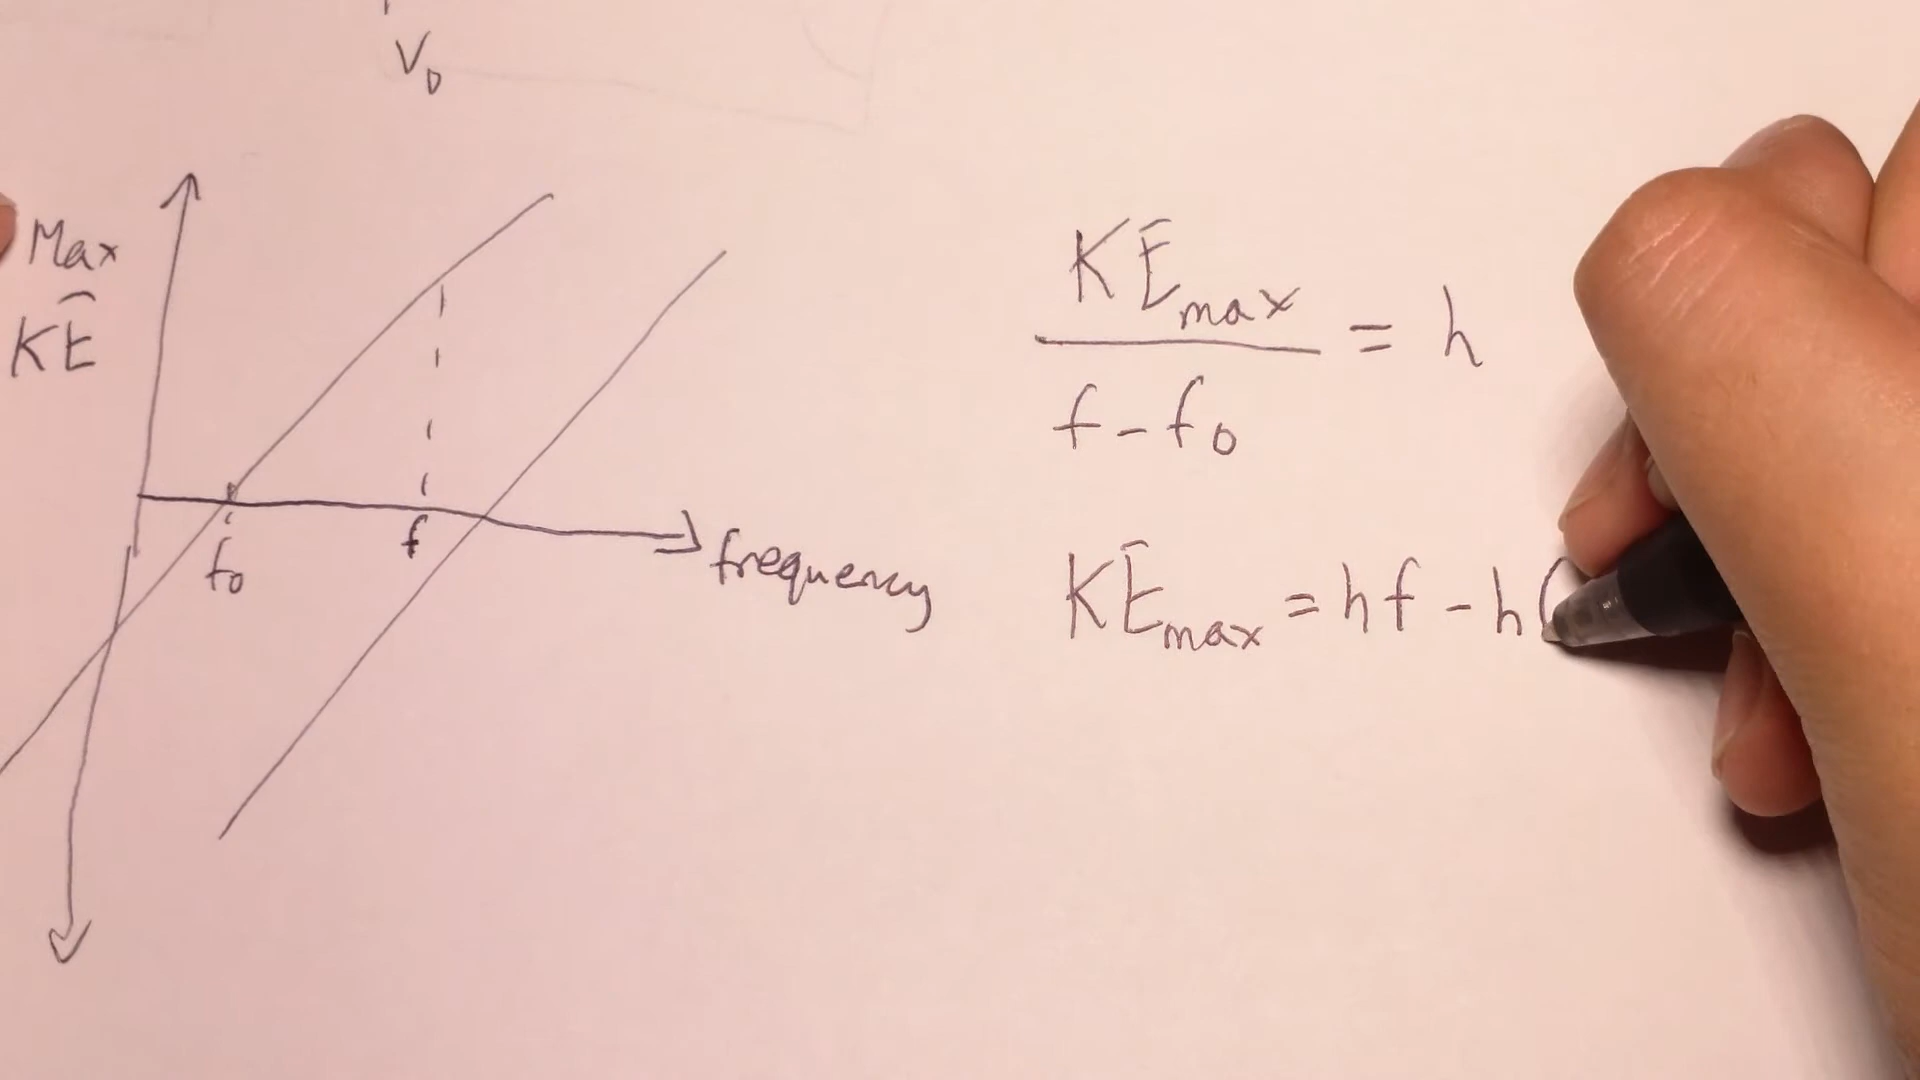 V₀
Max
KE
f₀
f
frequency
KEmax
f - f₀
= h
KEmax = hf - h